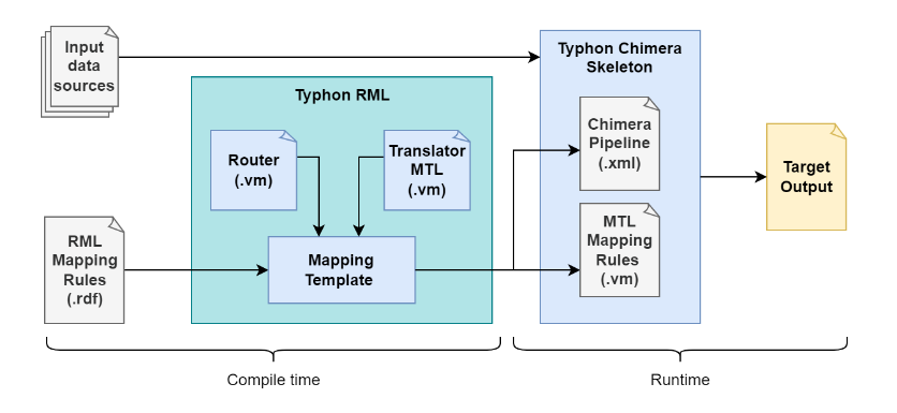 Input
data
sources
Typhon Chimera
Skeleton
Typhon RML
Router
(.vm)
Translator
MTL
(.vm)
Chimera
Pipeline
(.xml)
Target
Output
RML
Mapping
Rules
(.rdf)
Mapping
Template
MTL
Mapping
Rules
(.vm)
Compile time
Runtime